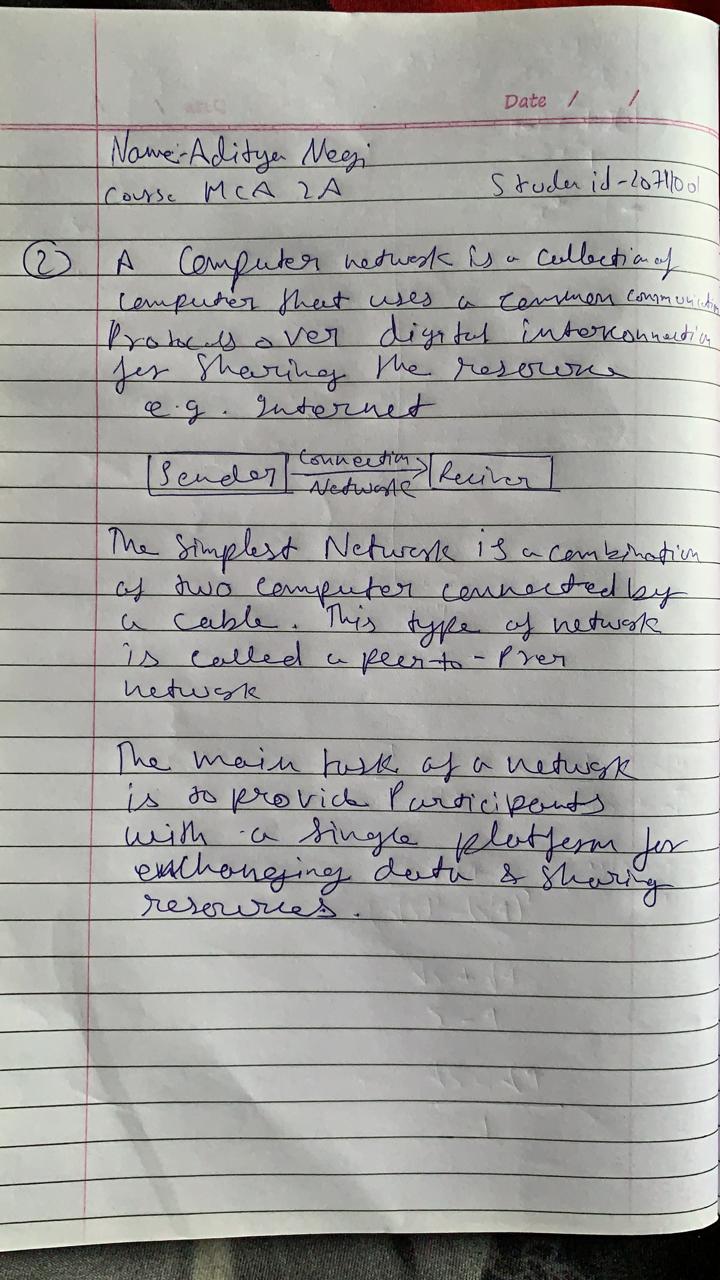 Date / /
Name:- Aditya Negi
Course MCA 2A Studen id - 2071001
(2) A Computer network is a collection of
computer that uses a common communication
Protocols over digital interconnection
for sharing the resource
e.g. Internet
Sender Connection Network Reciver
The Simplest Network is a combination
of two computer connected by
a cable. This type of network
is called a peer-to-Peer
network
The main task of a network
is to provide Participants
with a single platform for
exchanging data & sharing
resources.